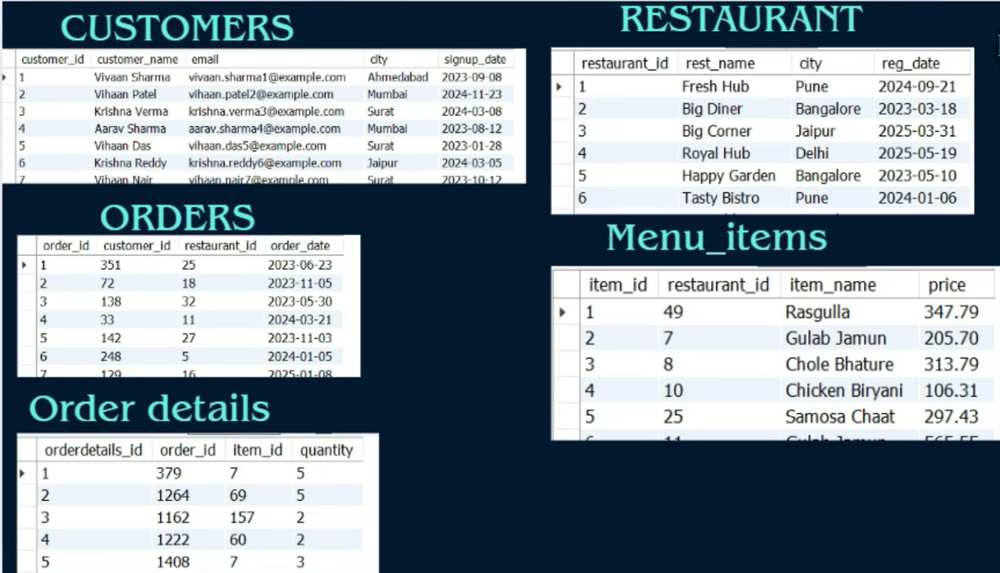 CUSTOMERS
customer_id customer_name email city signup_date
1 Vivaan Sharma vivaan.sharma1@example.com Ahmedabad 2023-09-08
2 Vihaan Patel vihaan.patel2@example.com Mumbai 2024-11-23
3 Krishna Verma krishna.verma3@example.com Surat 2024-03-08
4 Aarav Sharma aarav.sharma4@example.com Mumbai 2023-08-12
5 Vihaan Das vihaan.das5@example.com Surat 2023-01-28
6 Krishna Reddy krishna.reddy6@example.com Jaipur 2024-03-05
7 Vihaan Nair vihaan.nair7@example.com Surat 2023-10-12
RESTAURANT
restaurant_id rest_name city reg_date
1 Fresh Hub Pune 2024-09-21
2 Big Diner Bangalore 2023-03-18
3 Big Corner Jaipur 2025-03-31
4 Royal Hub Delhi 2025-05-19
5 Happy Garden Bangalore 2023-05-10
6 Tasty Bistro Pune 2024-01-06
ORDERS
order_id customer_id restaurant_id order_date
1 351 25 2023-06-23
2 72 18 2023-11-05
3 138 32 2023-05-30
4 33 11 2024-03-21
5 142 27 2023-11-03
6 248 5 2024-01-05
7 129 16 2025-01-08
Menu_items
item_id restaurant_id item_name price
1 49 Rasgulla 347.79
2 7 Gulab Jamun 205.70
3 8 Chole Bhature 313.79
4 10 Chicken Biryani 106.31
5 25 Samosa Chaat 297.43
Order details
orderdetails_id order_id item_id quantity
1 379 7 5
2 1264 69 5
3 1162 157 2
4 1222 60 2
5 1408 7 3